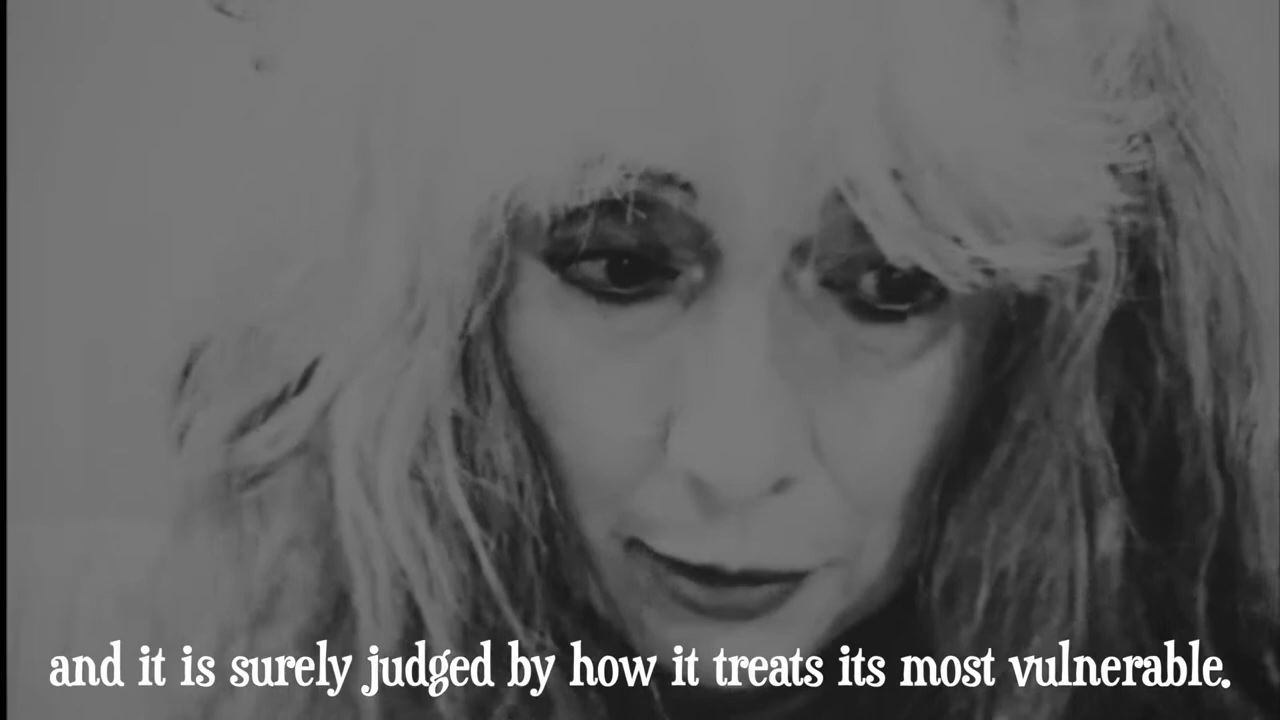 and it is surely judged by how it treats its most vulnerable.